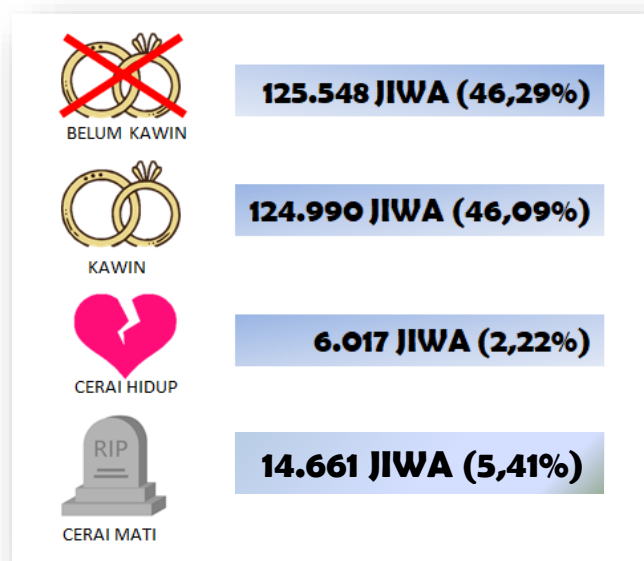 125.548 JIWA (46,29%)
BELUM KAWIN
124.990 JIWA (46,09%)
KAWIN
6.017 JIWA (2,22%)
CERAI HIDUP
RIP
14.661 JIWA (5,41%)
CERAI MATI